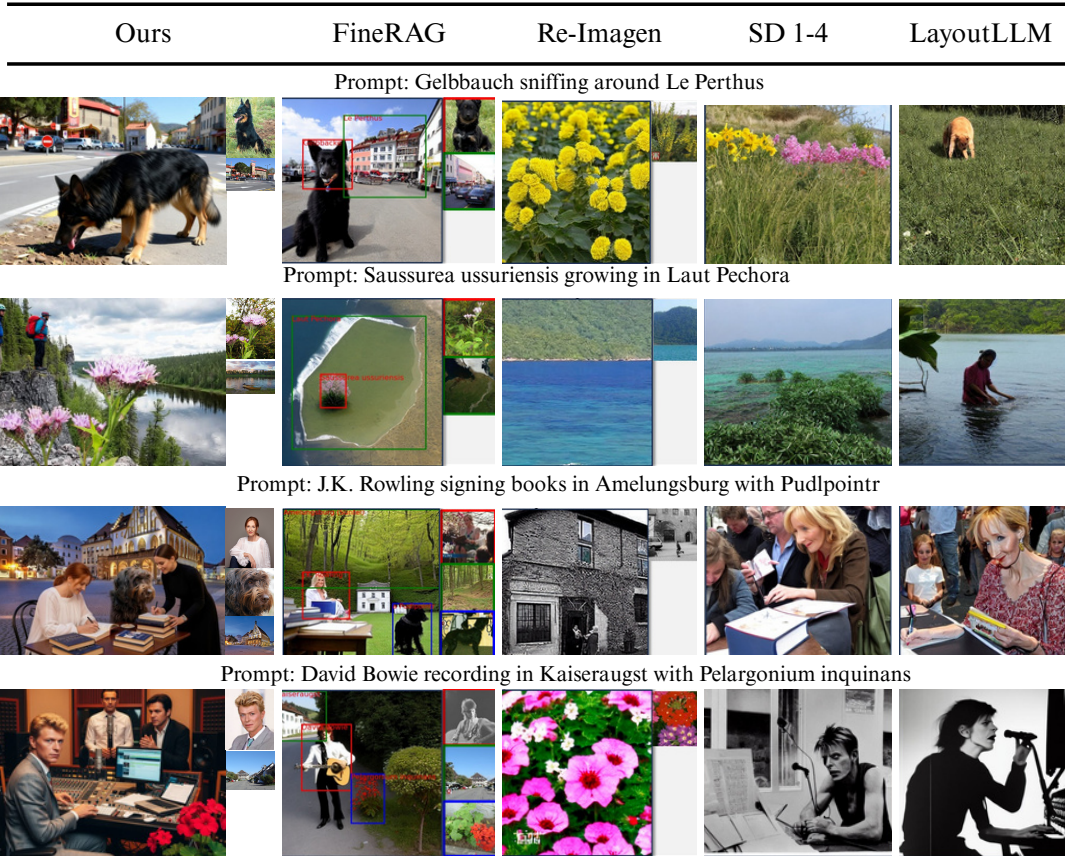 Ours FineRAG Re-Imagen SD 1-4 LayoutLLM
Prompt: Gelbbauch sniffing around Le Perthus
Le Perthus
Prompt: Saussurea ussuriensis growing in Laut Pechora
Prompt: J.K. Rowling signing books in Amelungsburg with Pudlpointr
Prompt: David Bowie recording in Kaiseraugst with Pelargonium inquinans